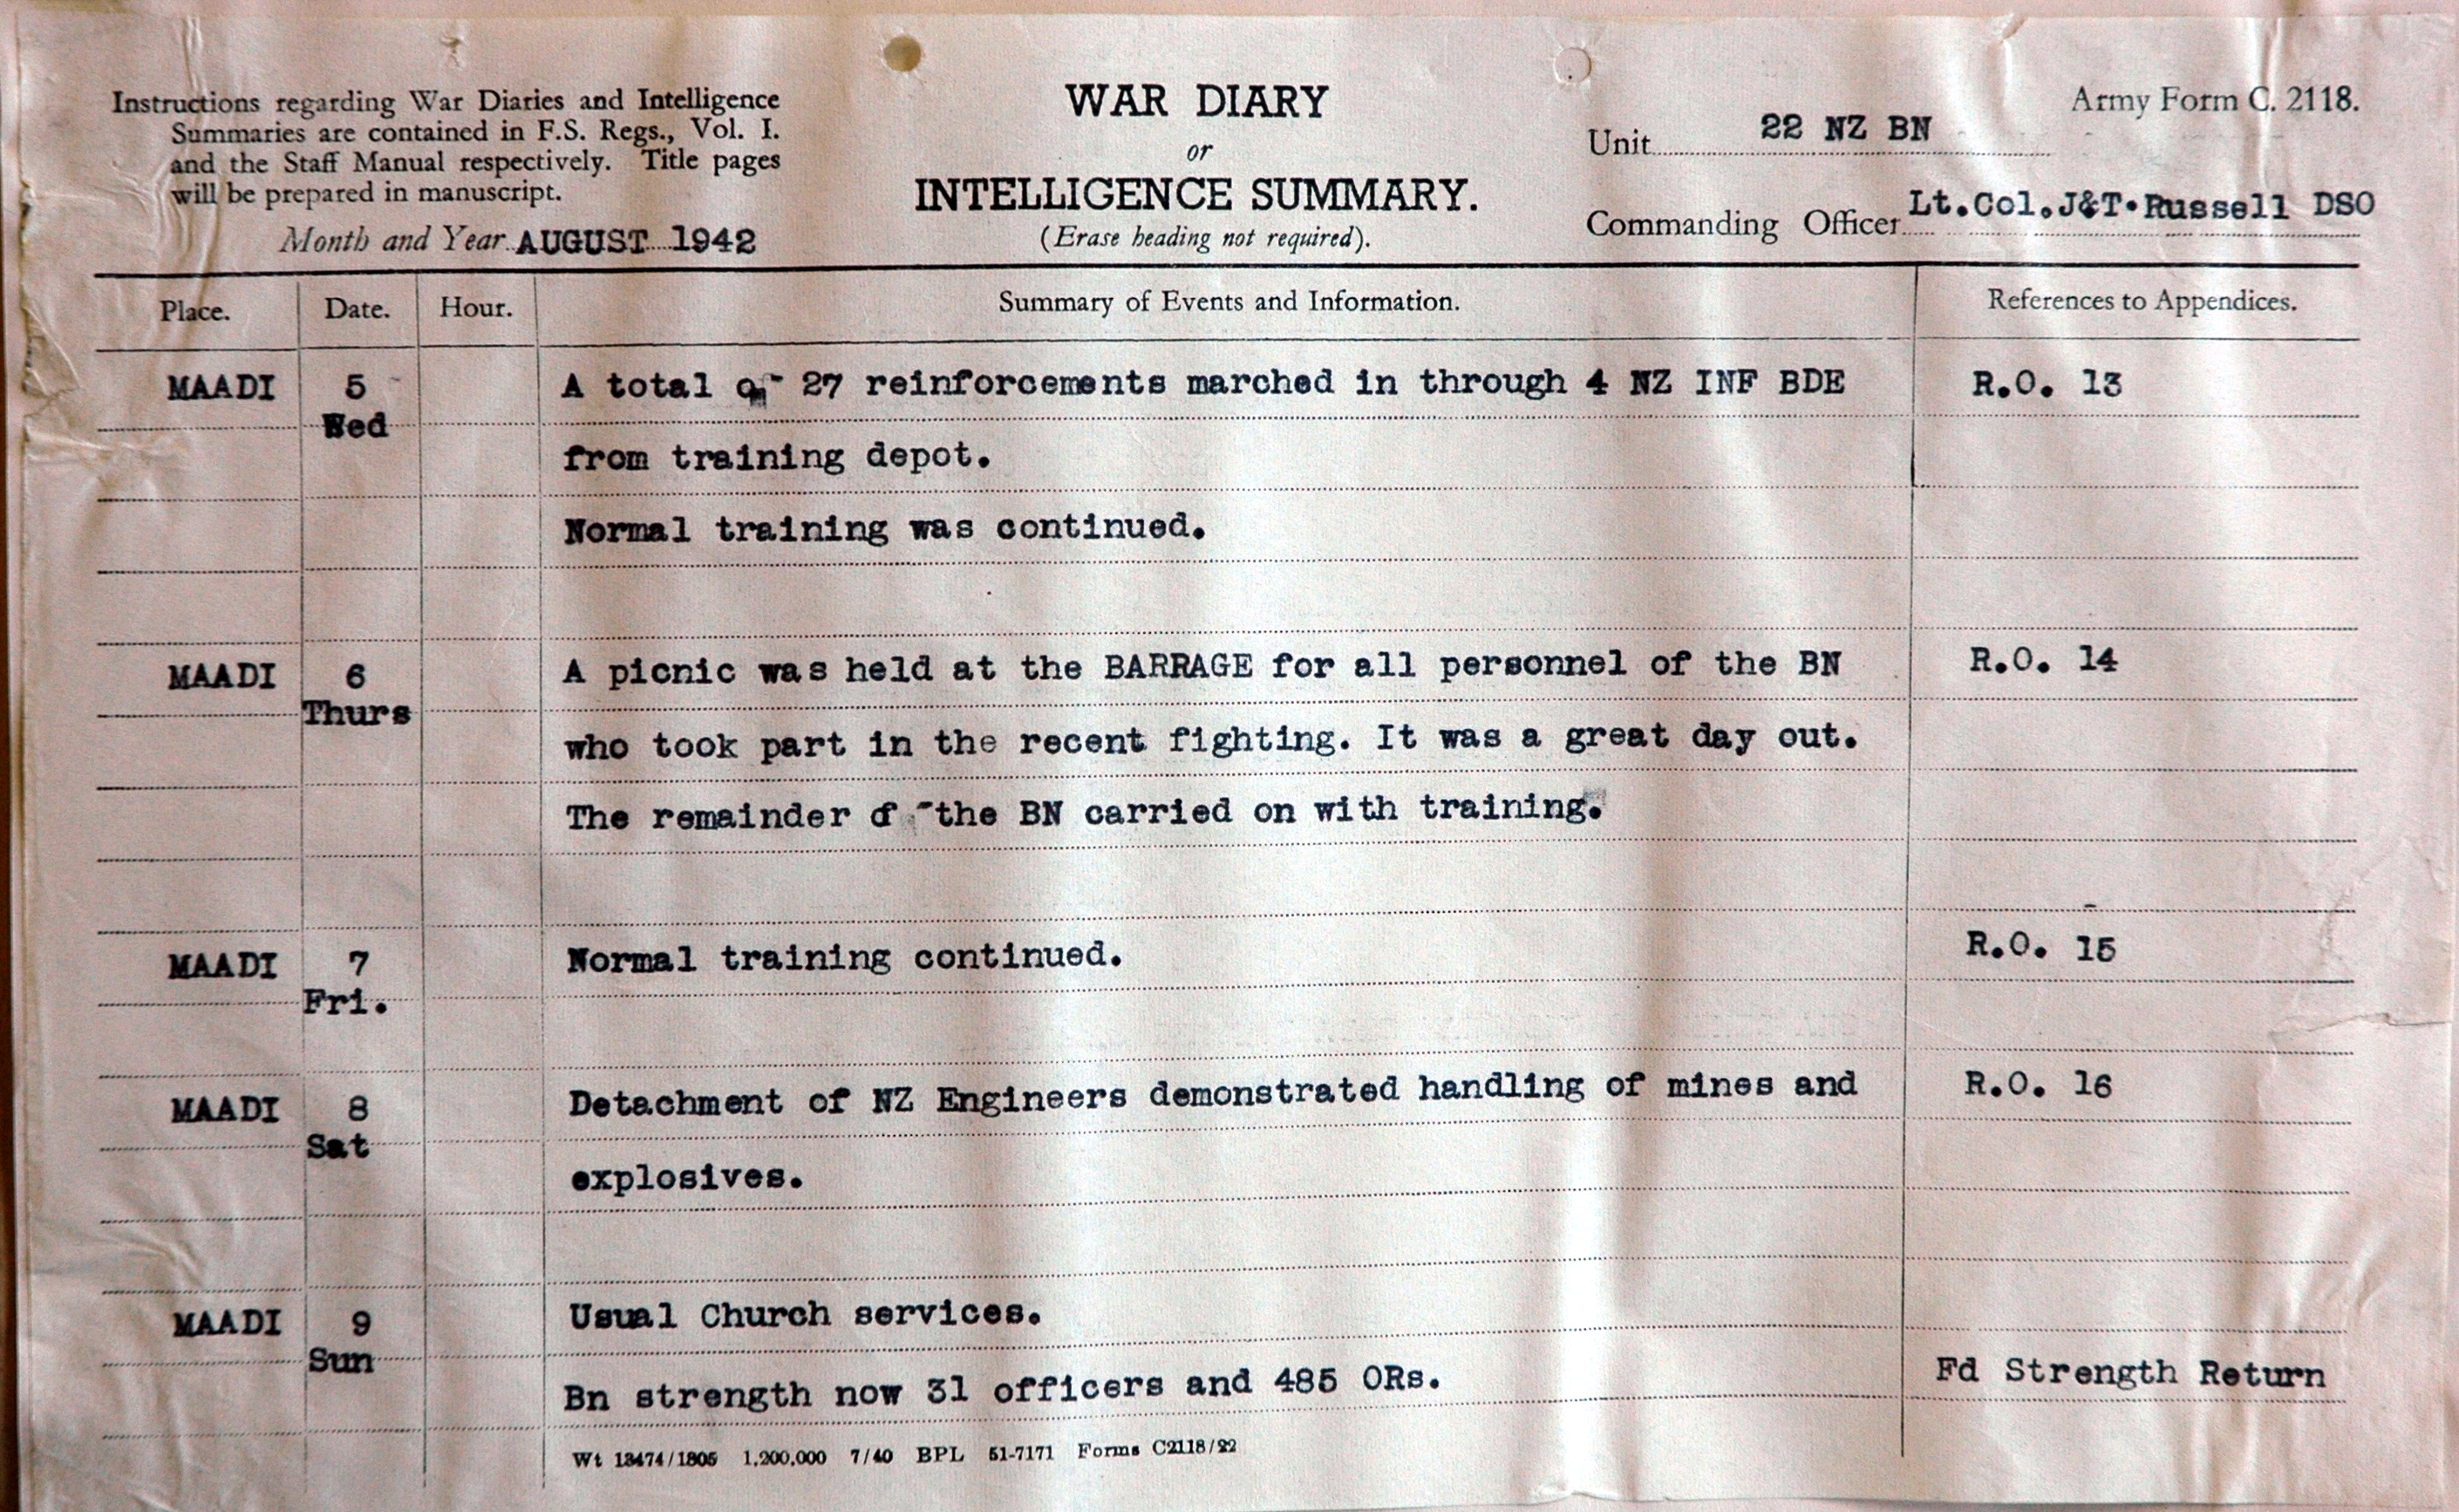 Instructions regarding War Diaries and Intelligence
Summaries are contained in F.S. Regs., Vol. I.
and the Staff Manual respectively. Title pages
will be prepared in manuscript.
Month and Year AUGUST 1942
WAR DIARY
or
INTELLIGENCE SUMMARY.
(Erase heading not required).
Army Form C. 2118.
Unit 22 NZ BN
Commanding Officer Lt.Col.J&T.Russell DSO
Place. Date. Hour. Summary of Events and Information. References to Appendices.
MAADI 5 A total of 27 reinforcements marched in through 4 NZ INF BDE R.O. 13
Wed
from training depot.
Normal training was continued.
MAADI 6 A picnic was held at the BARRAGE for all personnel of the BN R.O. 14
Thurs
who took part in the recent fighting. It was a great day out.
The remainder of the BN carried on with training.
MAADI 7 Normal training continued. R.O. 15
Fri.
MAADI 8 Detachment of NZ Engineers demonstrated handling of mines and R.O. 16
Sat
explosives.
MAADI 9 Usual Church services.
Sun
Bn strength now 31 officers and 485 ORs. Fd Strength Return
Wt 13474/1805 1,200,000 7/40 BPL 51-7171 Forms C2118/22